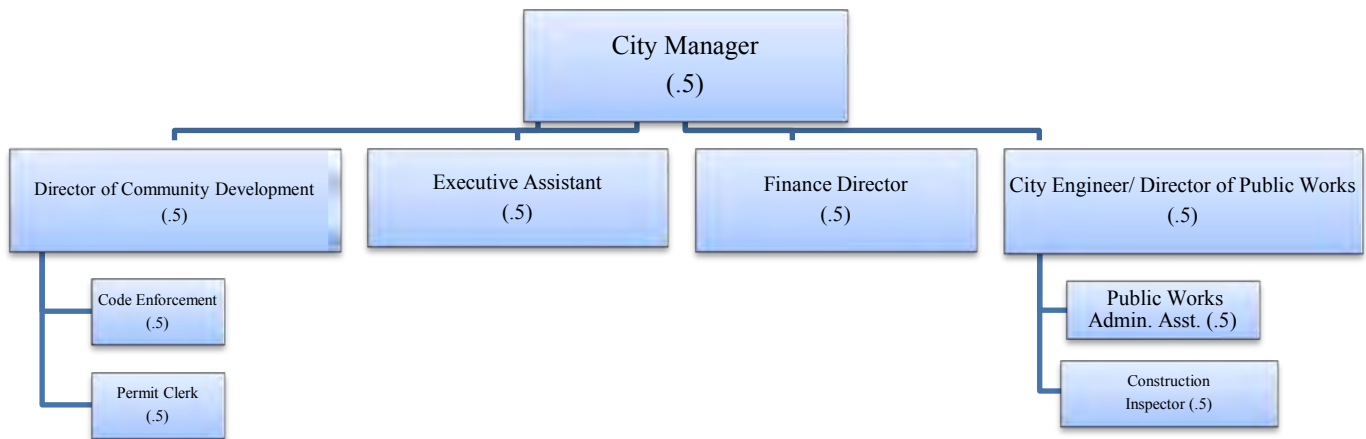 City Manager
(.5)
Director of Community Development
(.5)
Executive Assistant
(.5)
Finance Director
(.5)
City Engineer/ Director of Public Works
(.5)
Code Enforcement
(.5)
Permit Clerk
(.5)
Public Works
Admin. Asst. (.5)
Construction
Inspector (.5)